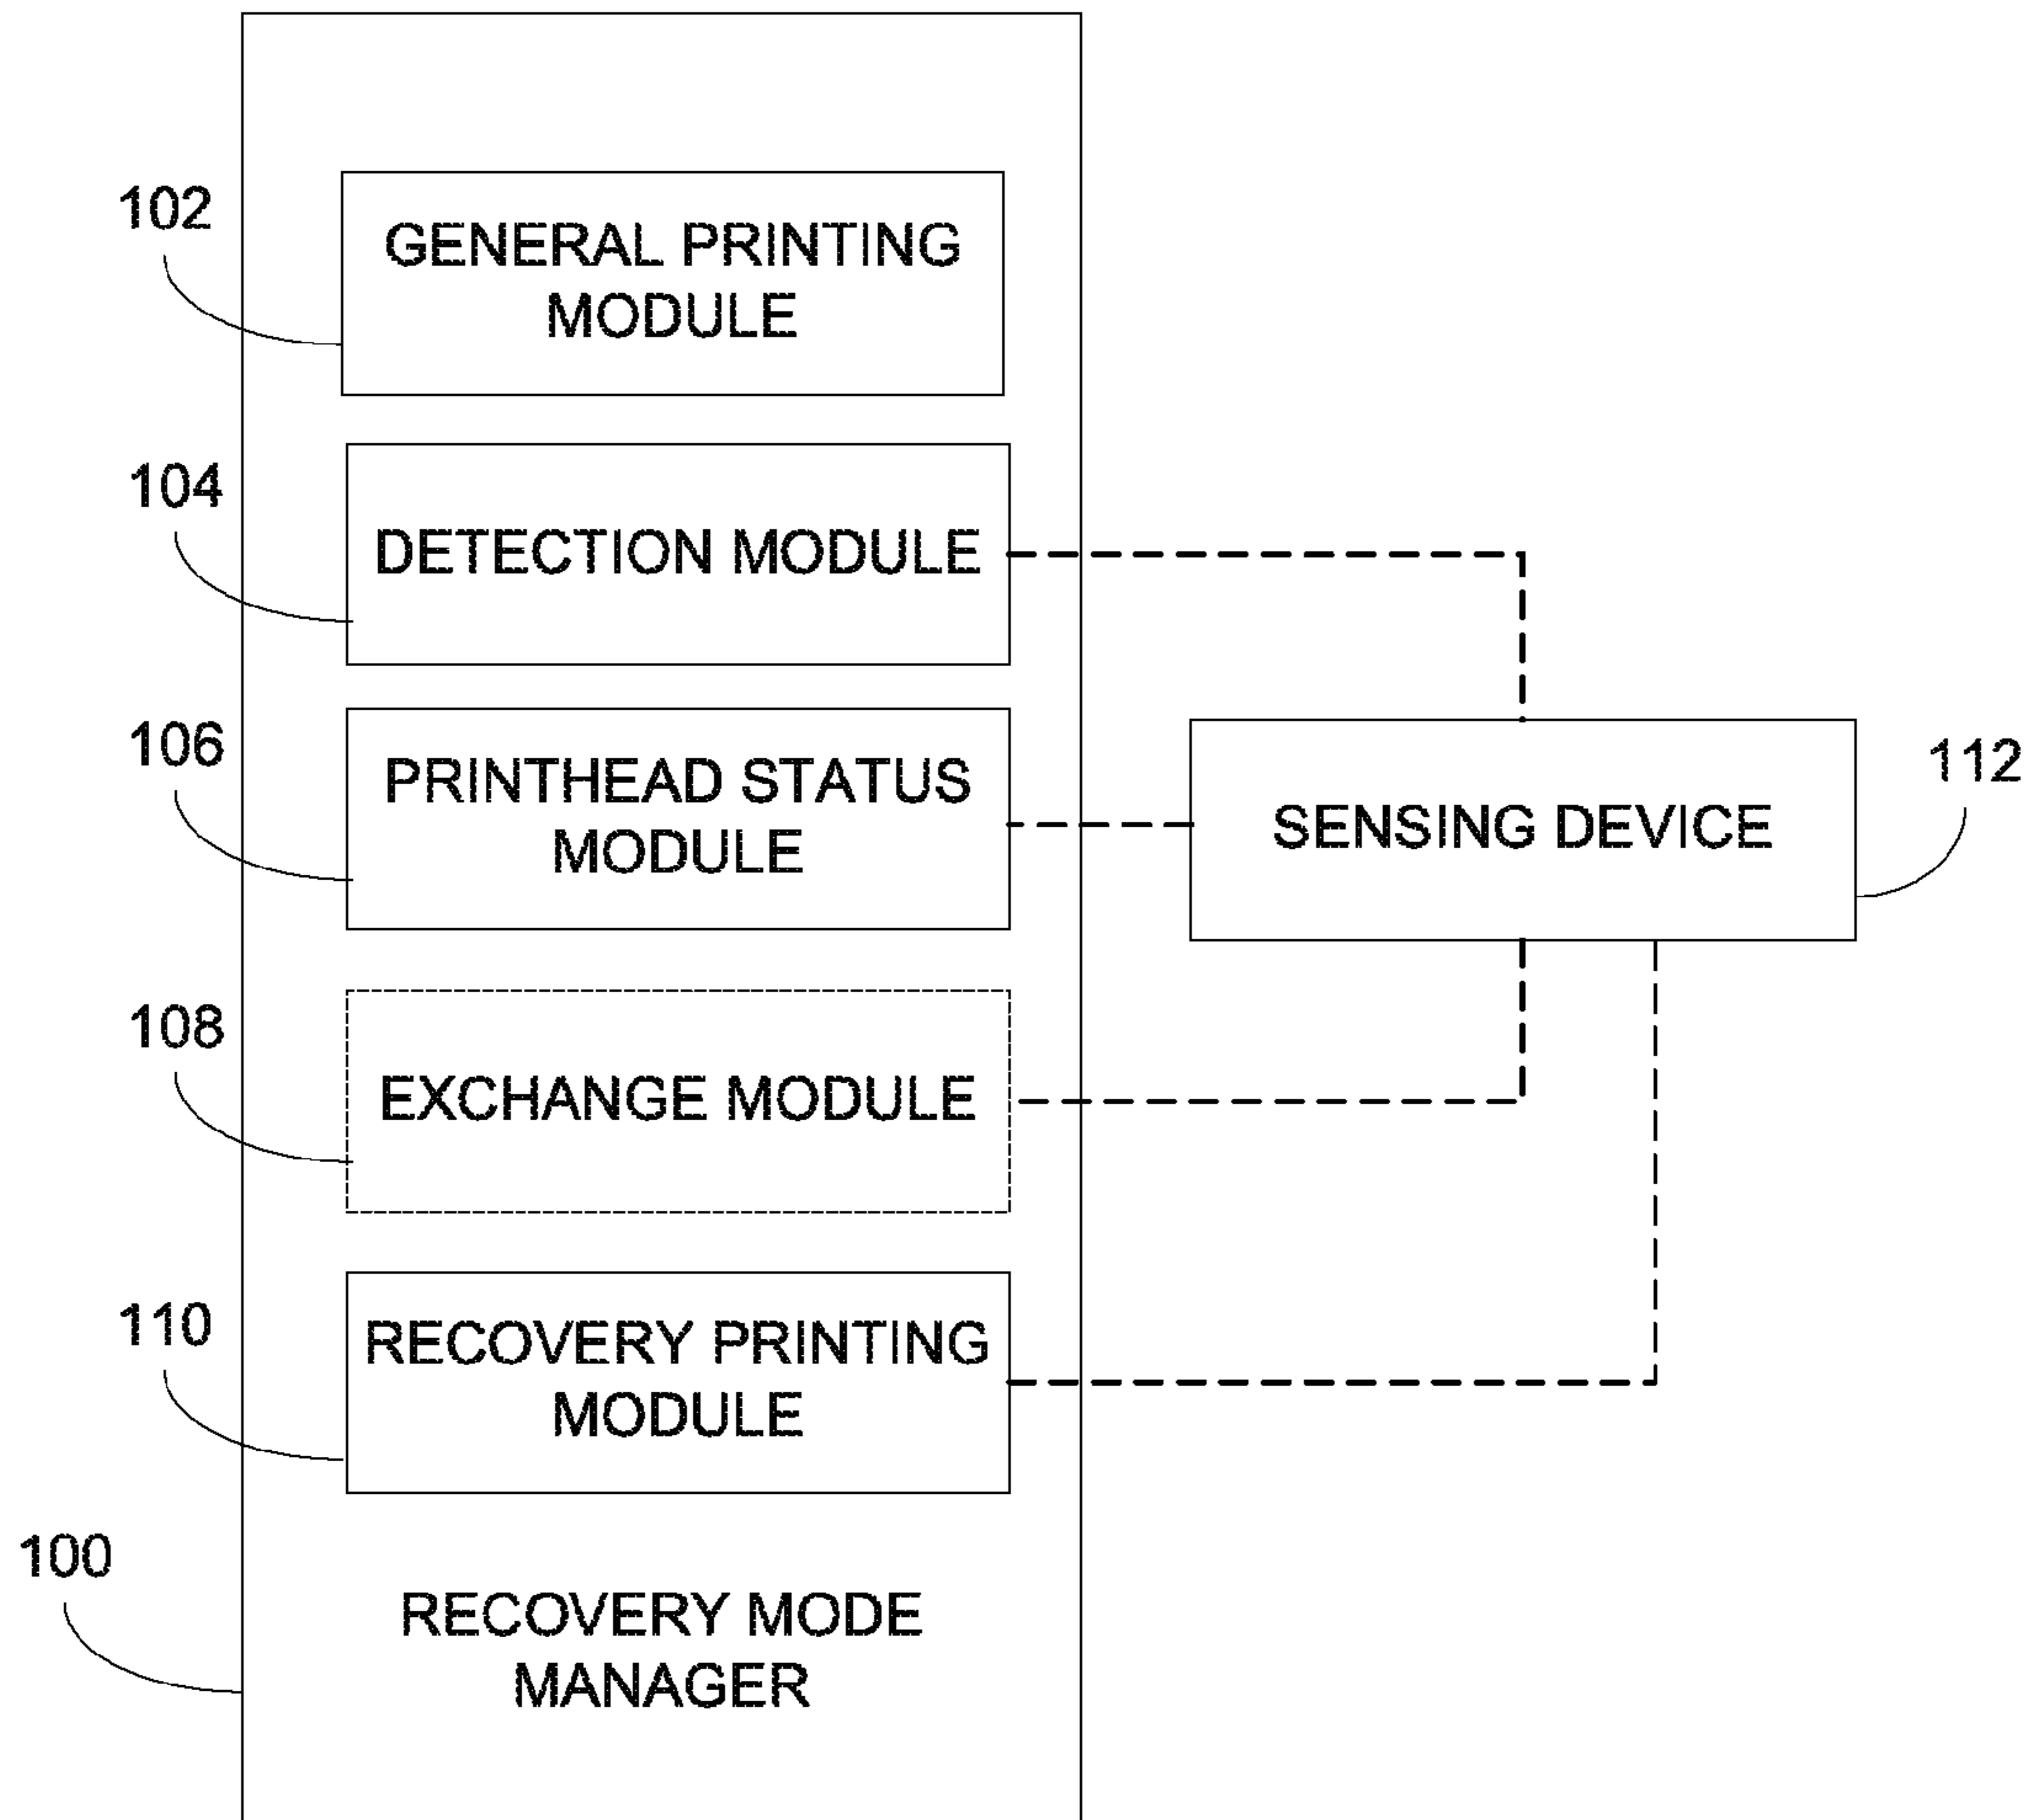 102
GENERAL PRINTING
MODULE
104
DETECTION MODULE
106
PRINTHEAD STATUS
MODULE
112
SENSING DEVICE
108
EXCHANGE MODULE
110
RECOVERY PRINTING
MODULE
100
RECOVERY MODE
MANAGER